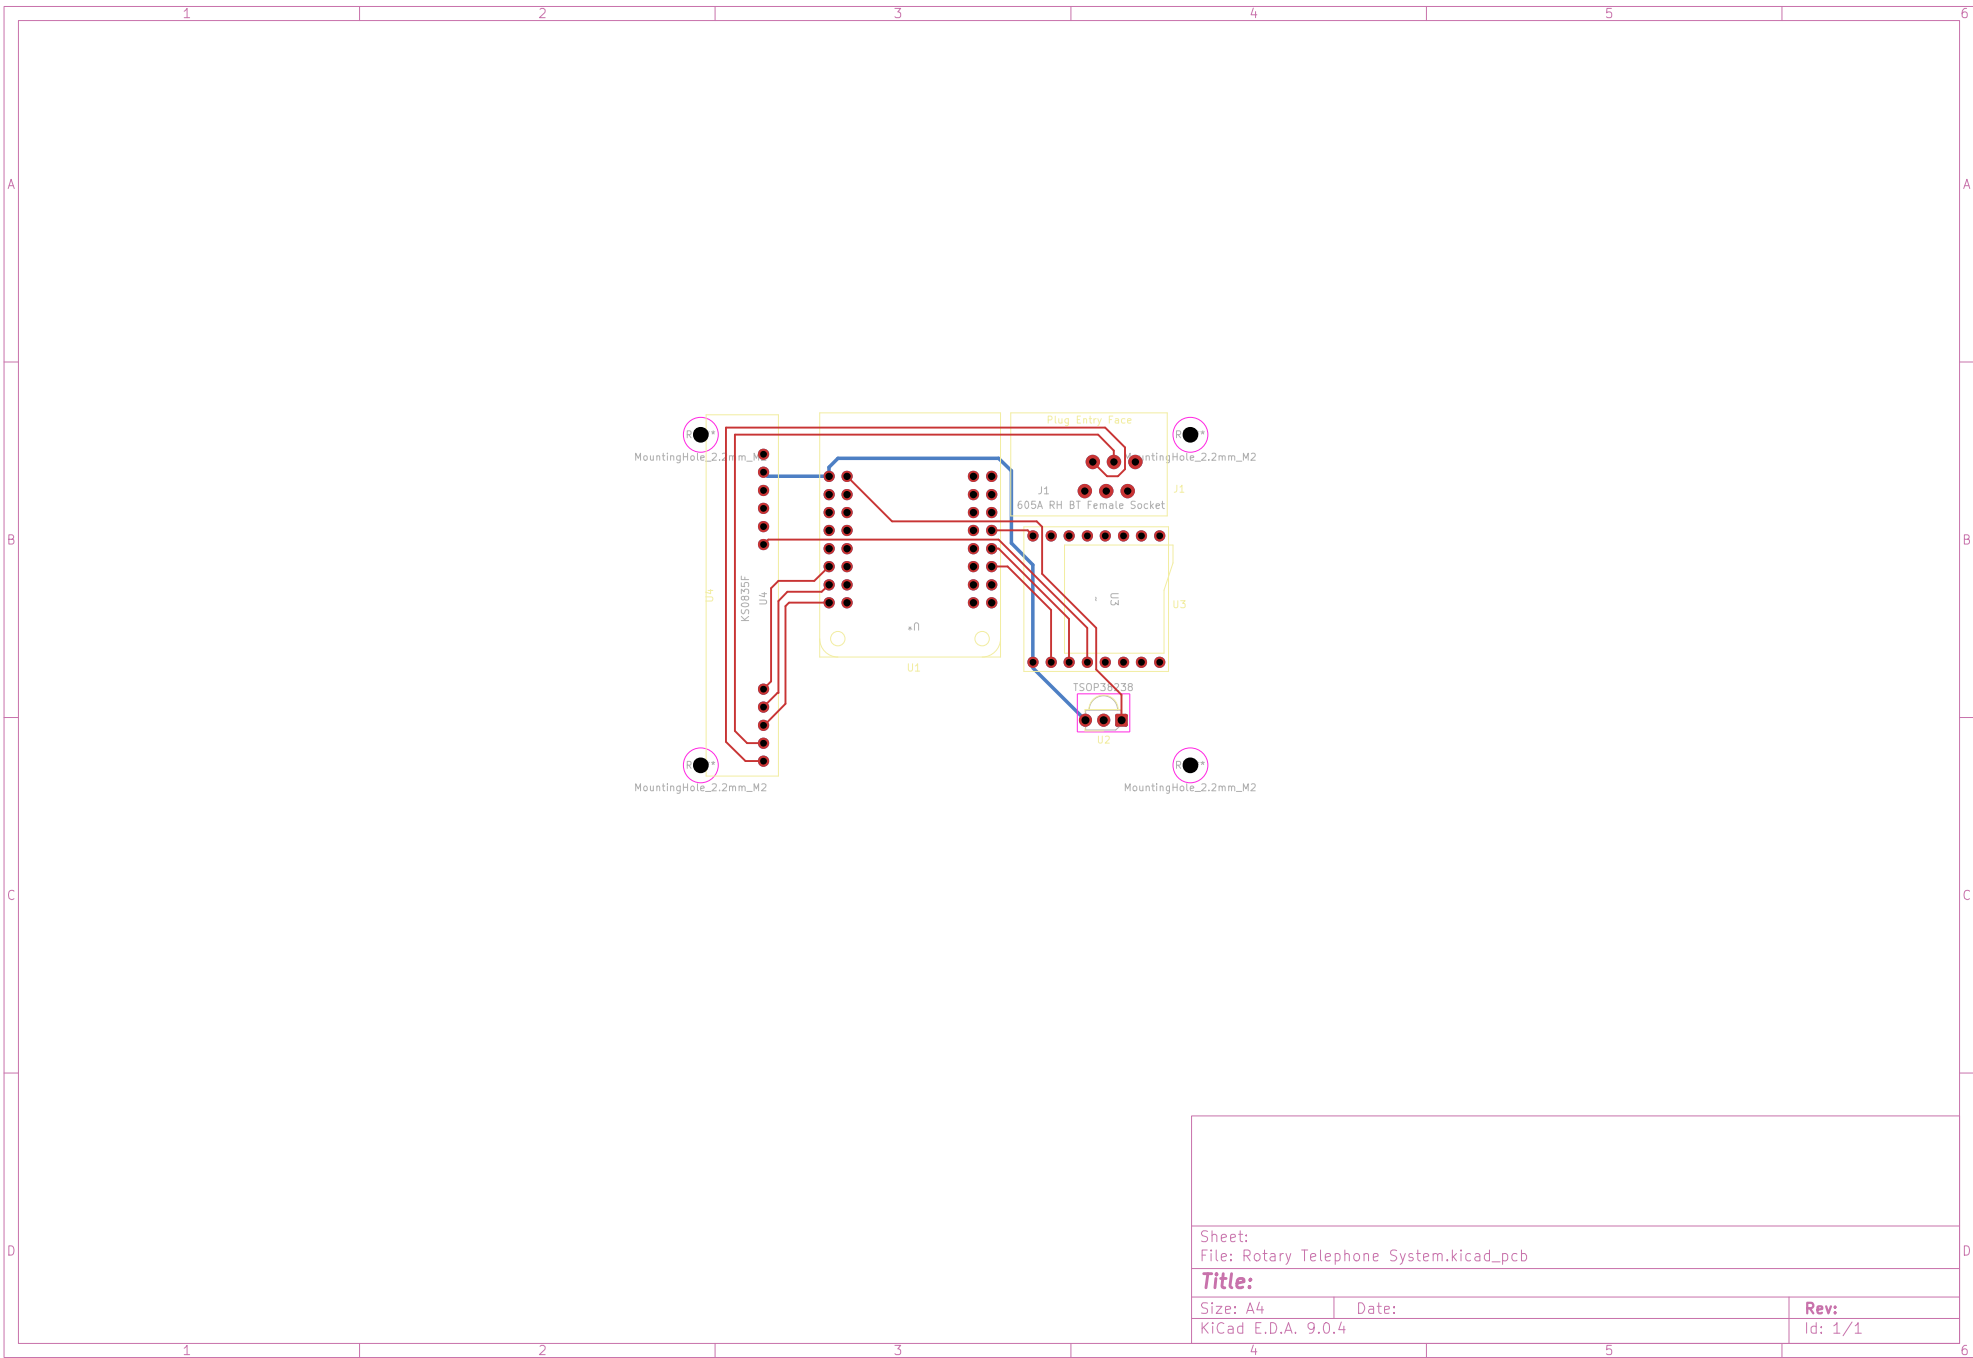 1 2 3 4 5 6
A A
Plug Entry Face
R *
R *
MountingHole_2.2mm_M2
MountingHole_2.2mm_M2
J1
J1
605A RH BT Female Socket
B B
KS0835F
U4
U4
~
U3
U3
U*
U1
TSOP38238
C C
U2
R *
R *
MountingHole_2.2mm_M2
MountingHole_2.2mm_M2
C C
D D
Sheet:
File: Rotary Telephone System.kicad_pcb
Title:
Size: A4 Date: Rev:
KiCad E.D.A. 9.0.4 Id: 1/1
1 2 3 4 5 6